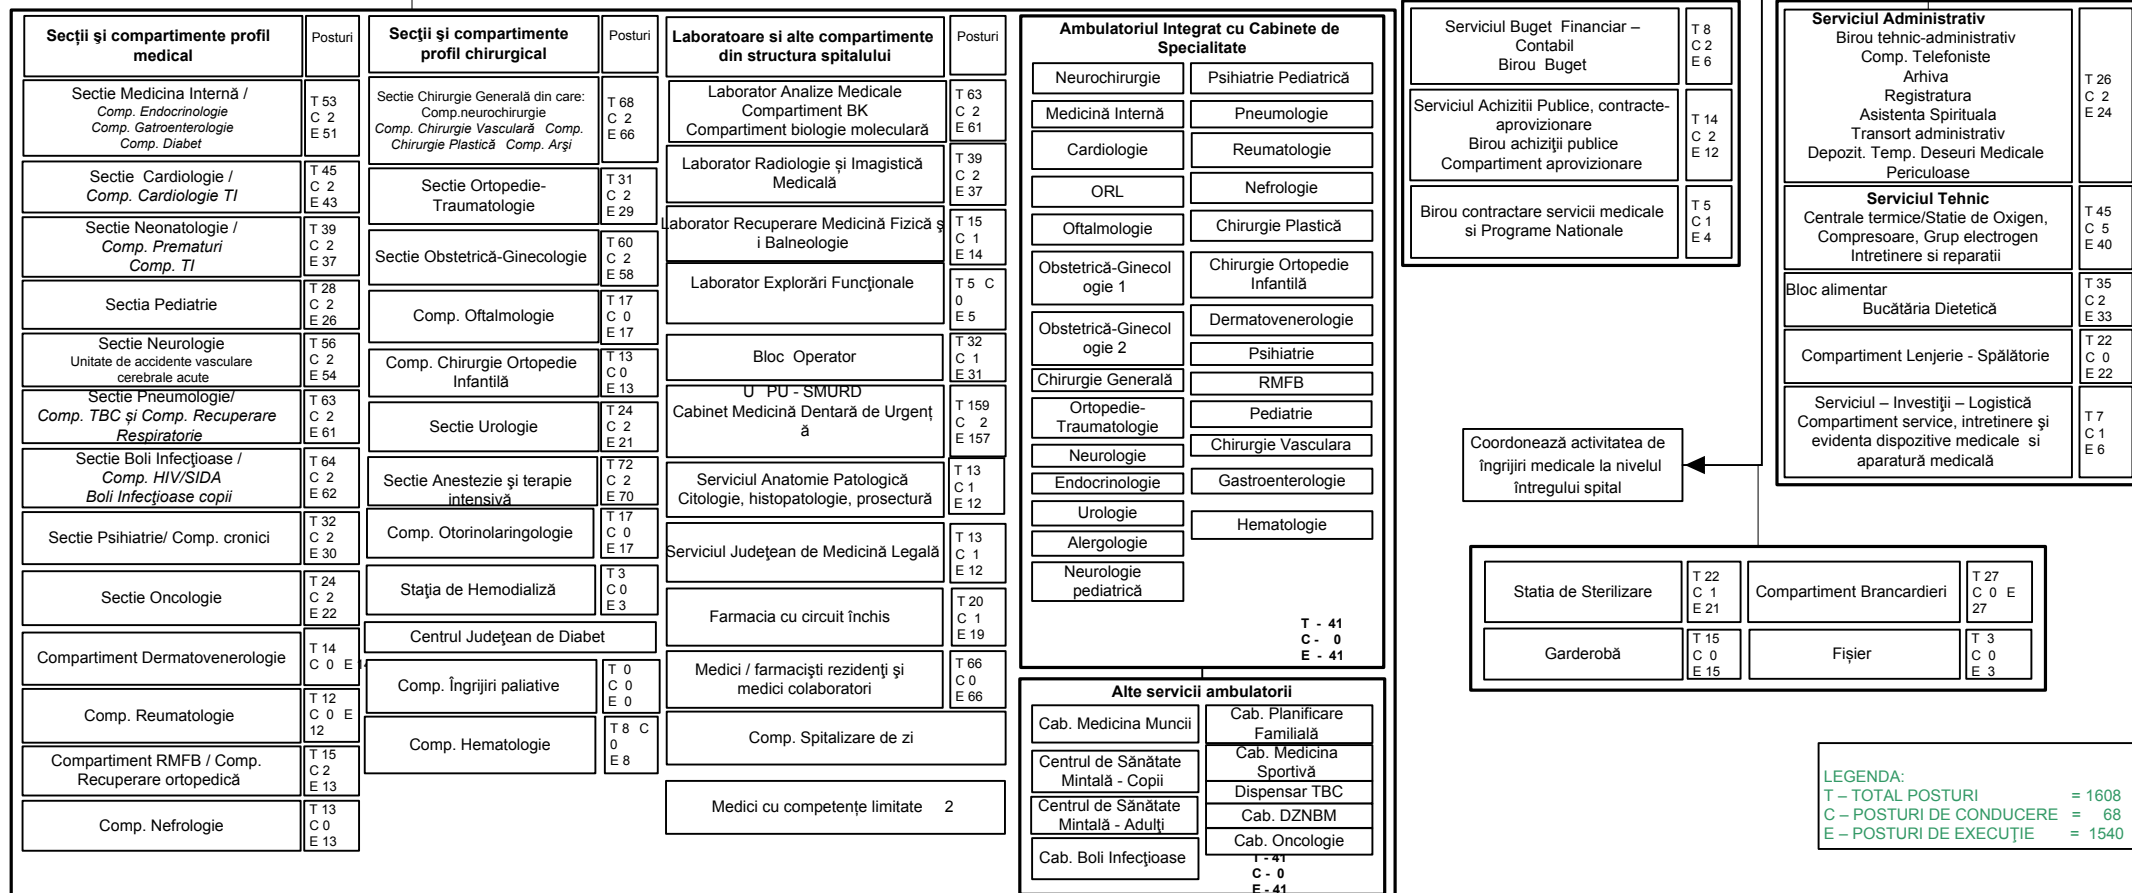 Secții şi compartimente profil
medical
Posturi
Sectie Medicina Internă /
Comp. Endocrinologie
Comp. Gatroenterologie
Comp. Diabet
T 53
C 2
E 51
Sectie Cardiologie /
Comp. Cardiologie TI
T 45
C 2
E 43
Sectie Neonatologie /
Comp. Prematuri
Comp. TI
T 39
C 2
E 37
Sectia Pediatrie
T 28
C 2
E 26
Sectie Neurologie
Unitate de accidente vasculare
cerebrale acute
T 56
C 2
E 54
Sectie Pneumologie/
Comp. TBC și Comp. Recuperare
Respiratorie
T 63
C 2
E 61
Sectie Boli Infecţioase /
Comp. HIV/SIDA
Boli Infecţioase copii
T 64
C 2
E 62
Sectie Psihiatrie/ Comp. cronici
T 32
C 2
E 30
Sectie Oncologie
T 24
C 2
E 22
Compartiment Dermatovenerologie
T 14
C 0 E 14
Comp. Reumatologie
T 12
C 0 E
12
Compartiment RMFB / Comp.
Recuperare ortopedică
T 15
C 2
E 13
Comp. Nefrologie
T 13
C 0
E 13
Secţii şi compartimente
profil chirurgical
Posturi
Sectie Chirurgie Generală din care:
Comp.neurochirurgie
Comp. Chirurgie Vasculară Comp.
Chirurgie Plastică Comp. Arşi
T 68
C 2
E 66
Sectie Ortopedie-
Traumatologie
T 31
C 2
E 29
Sectie Obstetrică-Ginecologie
T 60
C 2
E 58
Comp. Oftalmologie
T 17
C 0
E 17
Comp. Chirurgie Ortopedie
Infantilă
T 13
C 0
E 13
Sectie Urologie
T 24
C 2
E 21
Sectie Anestezie şi terapie
intensivă
T 72
C 2
E 70
Comp. Otorinolaringologie
T 17
C 0
E 17
Staţia de Hemodializă
T 3
C 0
E 3
Centrul Judeţean de Diabet
Comp. Îngrijiri paliative
T 0
C 0
E 0
Comp. Hematologie
T 8 C
0
E 8
Laboratoare si alte compartimente
din structura spitalului
Posturi
Laborator Analize Medicale
Compartiment BK
Compartiment biologie moleculară
T 63
C 2
E 61
Laborator Radiologie și Imagistică
Medicală
T 39
C 2
E 37
Laborator Recuperare Medicină Fizică ş
i Balneologie
T 15
C 1
E 14
Laborator Explorări Funcţionale
T 5 C
0
E 5
Bloc Operator
T 32
C 1
E 31
U PU - SMURD
Cabinet Medicină Dentară de Urgenț
ă
T 159
C 2
E 157
Serviciul Anatomie Patologică
Citologie, histopatologie, prosectură
T 13
C 1
E 12
Serviciul Judeţean de Medicină Legală
T 13
C 1
E 12
Farmacia cu circuit închis
T 20
C 1
E 19
Medici / farmacişti rezidenţi şi
medici colaboratori
T 66
C 0
E 66
Comp. Spitalizare de zi
Medici cu competențe limitate 2
Ambulatoriul Integrat cu Cabinete de
Specialitate
Neurochirurgie
Medicină Internă
Cardiologie
ORL
Oftalmologie
Obstetrică-Ginecol
ogie 1
Obstetrică-Ginecol
ogie 2
Chirurgie Generală
Ortopedie-
Traumatologie
Neurologie
Endocrinologie
Urologie
Alergologie
Neurologie
pediatrică
Psihiatrie Pediatrică
Pneumologie
Reumatologie
Nefrologie
Chirurgie Plastică
Chirurgie Ortopedie
Infantilă
Dermatovenerologie
Psihiatrie
RMFB
Pediatrie
Chirurgie Vasculara
Gastroenterologie
Hematologie
T - 41
C - 0
E - 41
Alte servicii ambulatorii
Cab. Medicina Muncii
Centrul de Sănătate
Mintală - Copii
Centrul de Sănătate
Mintală - Adulţi
Cab. Boli Infecţioase
Cab. Planificare
Familială
Cab. Medicina
Sportivă
Dispensar TBC
Cab. DZNBM
Cab. Oncologie
T - 41
C - 0
E - 41
Serviciul Buget Financiar –
Contabil
Birou Buget
T 8
C 2
E 6
Serviciul Achizitii Publice, contracte-
aprovizionare
Birou achiziţii publice
Compartiment aprovizionare
T 14
C 2
E 12
Birou contractare servicii medicale
si Programe Nationale
T 5
C 1
E 4
Coordonează activitatea de
îngrijiri medicale la nivelul
întregului spital
Statia de Sterilizare
T 22
C 1
E 21
Compartiment Brancardieri
T 27
C 0 E
27
Garderobă
T 15
C 0
E 15
Fișier
T 3
C 0
E 3
Serviciul Administrativ
Birou tehnic-administrativ
Comp. Telefoniste
Arhiva
Registratura
Asistenta Spirituala
Transort administrativ
Depozit. Temp. Deseuri Medicale
Periculoase
T 26
C 2
E 24
Serviciul Tehnic
Centrale termice/Statie de Oxigen,
Compresoare, Grup electrogen
Intretinere si reparatii
T 45
C 5
E 40
Bloc alimentar
Bucătăria Dietetică
T 35
C 2
E 33
Compartiment Lenjerie - Spălătorie
T 22
C 0
E 22
Serviciul – Investiţii – Logistică
Compartiment service, intretinere şi
evidenta dispozitive medicale si
aparatură medicală
T 7
C 1
E 6
LEGENDA:
T – TOTAL POSTURI = 1608
C – POSTURI DE CONDUCERE = 68
E – POSTURI DE EXECUŢIE = 1540